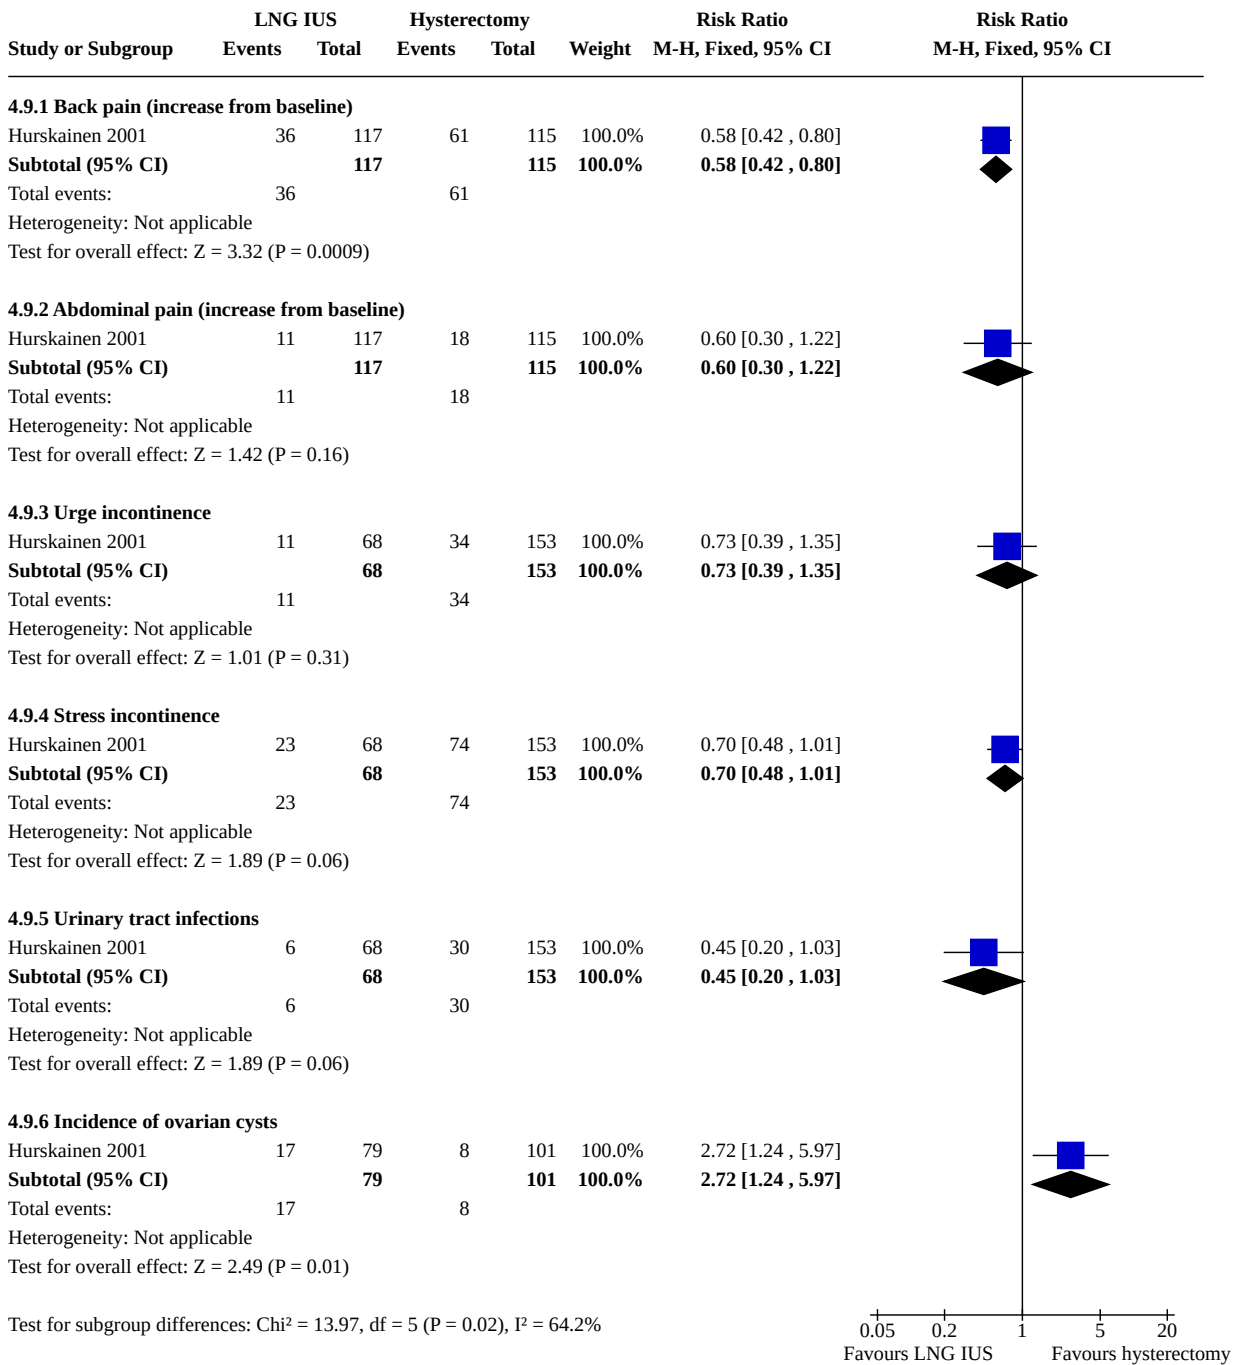 LNG IUS Hysterectomy Risk Ratio Risk Ratio
Study or Subgroup Events Total Events Total Weight M-H, Fixed, 95% CI M-H, Fixed, 95% CI
4.9.1 Back pain (increase from baseline)
Hurskainen 2001 36 117 61 115 100.0% 0.58 [0.42 , 0.80]
Subtotal (95% CI) 117 115 100.0% 0.58 [0.42 , 0.80]
Total events: 36 61
Heterogeneity: Not applicable
Test for overall effect: Z = 3.32 (P = 0.0009)
4.9.2 Abdominal pain (increase from baseline)
Hurskainen 2001 11 117 18 115 100.0% 0.60 [0.30 , 1.22]
Subtotal (95% CI) 117 115 100.0% 0.60 [0.30 , 1.22]
Total events: 11 18
Heterogeneity: Not applicable
Test for overall effect: Z = 1.42 (P = 0.16)
4.9.3 Urge incontinence
Hurskainen 2001 11 68 34 153 100.0% 0.73 [0.39 , 1.35]
Subtotal (95% CI) 68 153 100.0% 0.73 [0.39 , 1.35]
Total events: 11 34
Heterogeneity: Not applicable
Test for overall effect: Z = 1.01 (P = 0.31)
4.9.4 Stress incontinence
Hurskainen 2001 23 68 74 153 100.0% 0.70 [0.48 , 1.01]
Subtotal (95% CI) 68 153 100.0% 0.70 [0.48 , 1.01]
Total events: 23 74
Heterogeneity: Not applicable
Test for overall effect: Z = 1.89 (P = 0.06)
4.9.5 Urinary tract infections
Hurskainen 2001 6 68 30 153 100.0% 0.45 [0.20 , 1.03]
Subtotal (95% CI) 68 153 100.0% 0.45 [0.20 , 1.03]
Total events: 6 30
Heterogeneity: Not applicable
Test for overall effect: Z = 1.89 (P = 0.06)
4.9.6 Incidence of ovarian cysts
Hurskainen 2001 17 79 8 101 100.0% 2.72 [1.24 , 5.97]
Subtotal (95% CI) 79 101 100.0% 2.72 [1.24 , 5.97]
Total events: 17 8
Heterogeneity: Not applicable
Test for overall effect: Z = 2.49 (P = 0.01)
Test for subgroup differences: Chi² = 13.97, df = 5 (P = 0.02), I² = 64.2%
0.05 0.2 1 5 20
Favours LNG IUS Favours hysterectomy